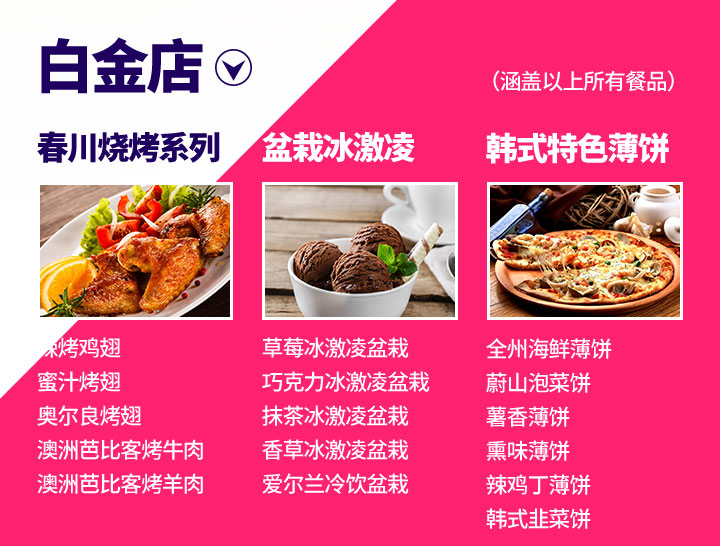 白金店
（涵盖以上所有餐品）
春川烧烤系列
辣烤鸡翅
蜜汁烤翅
奥尔良烤翅
澳洲芭比客烤牛肉
澳洲芭比客烤羊肉
盆栽冰激凌
草莓冰激凌盆栽
巧克力冰激凌盆栽
抹茶冰激凌盆栽
香草冰激凌盆栽
爱尔兰冷饮盆栽
韩式特色薄饼
全州海鲜薄饼
蔚山泡菜饼
薯香薄饼
熏味薄饼
辣鸡丁薄饼
韩式韭菜饼